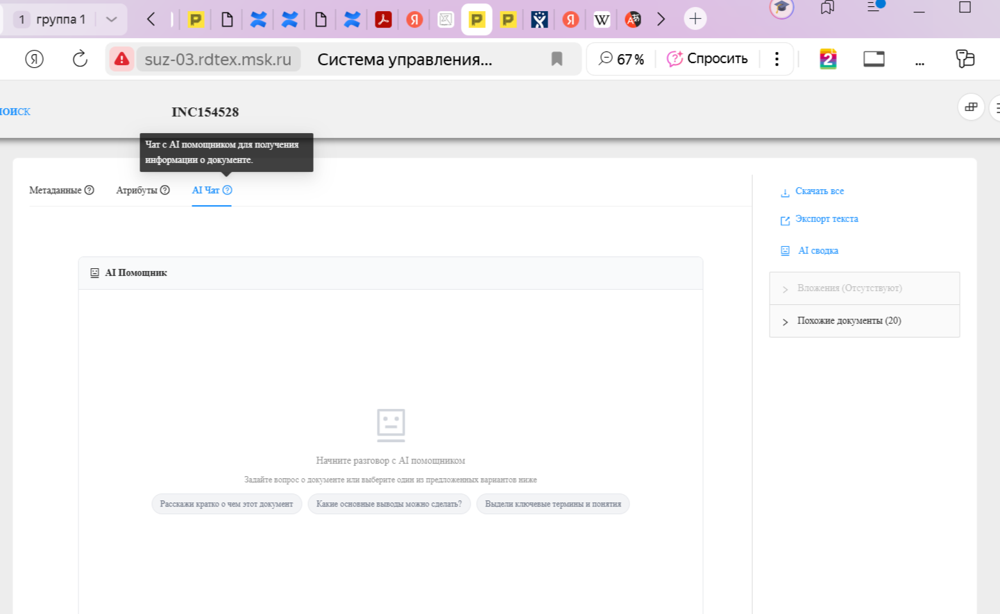 1 группа 1
suz-03.rdtex.msk.ru Система управления... 67 % Спросить
ПОИСК INC154528
Чат с AI помощником для получения
информации о документе.
Метаданные Атрибуты AI Чат
Скачать все
Экспорт текста
AI сводка
Вложения (Отсутствуют)
Похожие документы (20)
AI Помощник
Начните разговор с AI помощником
Задайте вопрос о документе или выберите один из предложенных вариантов ниже
Расскажи кратко о чем этот документ Какие основные выводы можно сделать? Выдели ключевые термины и понятия